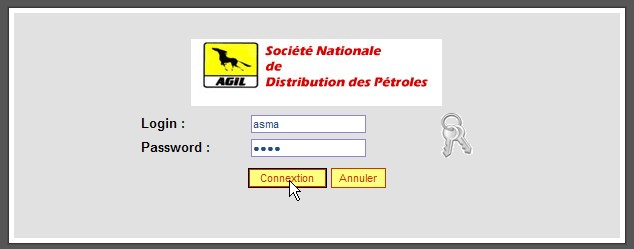 Société Nationale
de
Distribution des Pétroles
AGIL
Login :
asma
Password :
••••
Connextion
Annuler